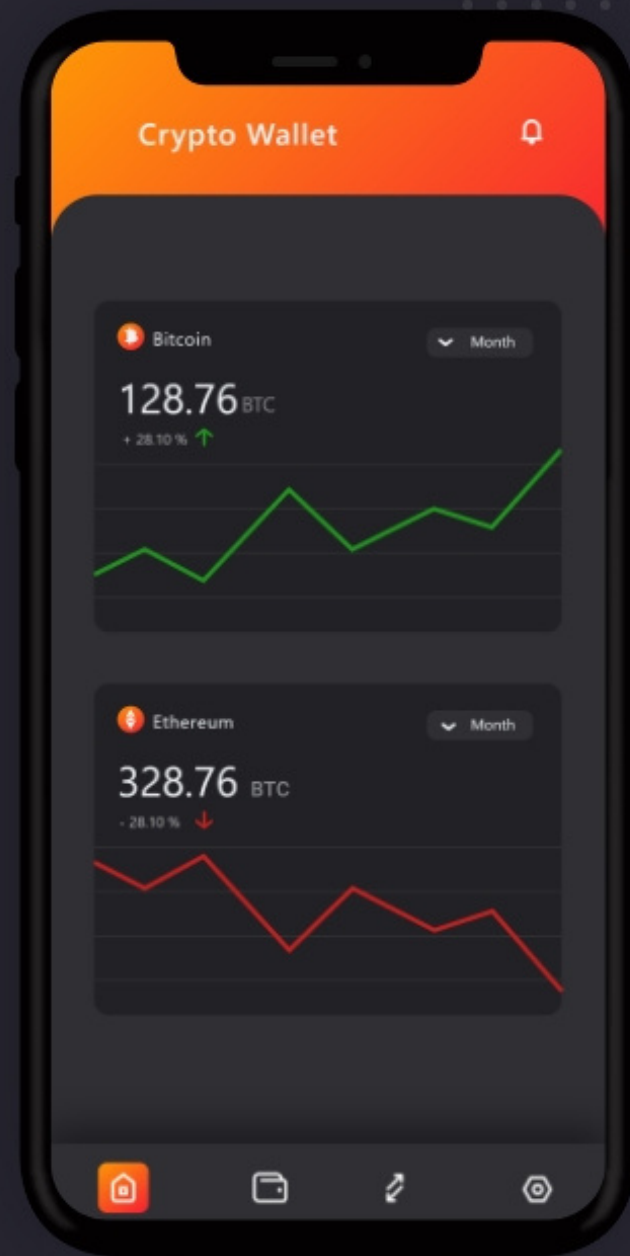 Crypto Wallet
Bitcoin
Month
128.76 BTC
+ 28.10 %
Ethereum
Month
328.76 BTC
- 28.10 %